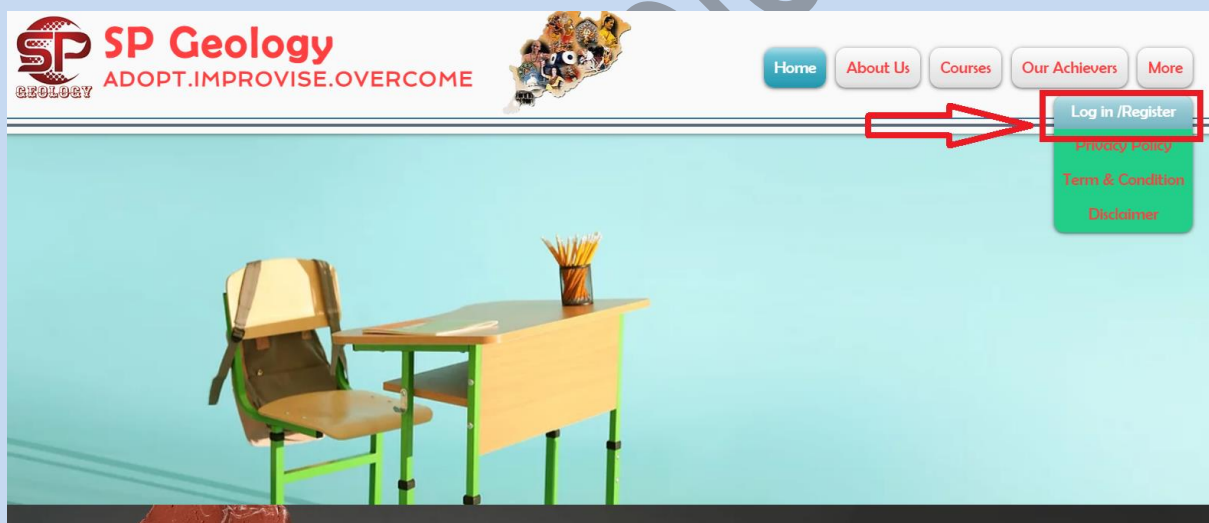 SP
GEOLOGY
SP Geology
ADOPT.IMPROVISE.OVERCOME
Home
About Us
Courses
Our Achievers
More
Log in /Register
Privacy Policy
Term & Condition
Disclaimer